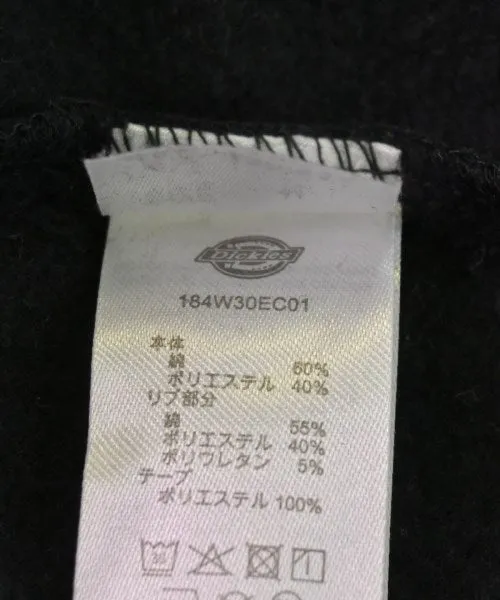 Dickies
184W30EC01
本体
綿 60%
ポリエステル 40%
リブ部分
綿 55%
ポリエステル 40%
ポリウレタン 5%
テープ
ポリエステル 100%